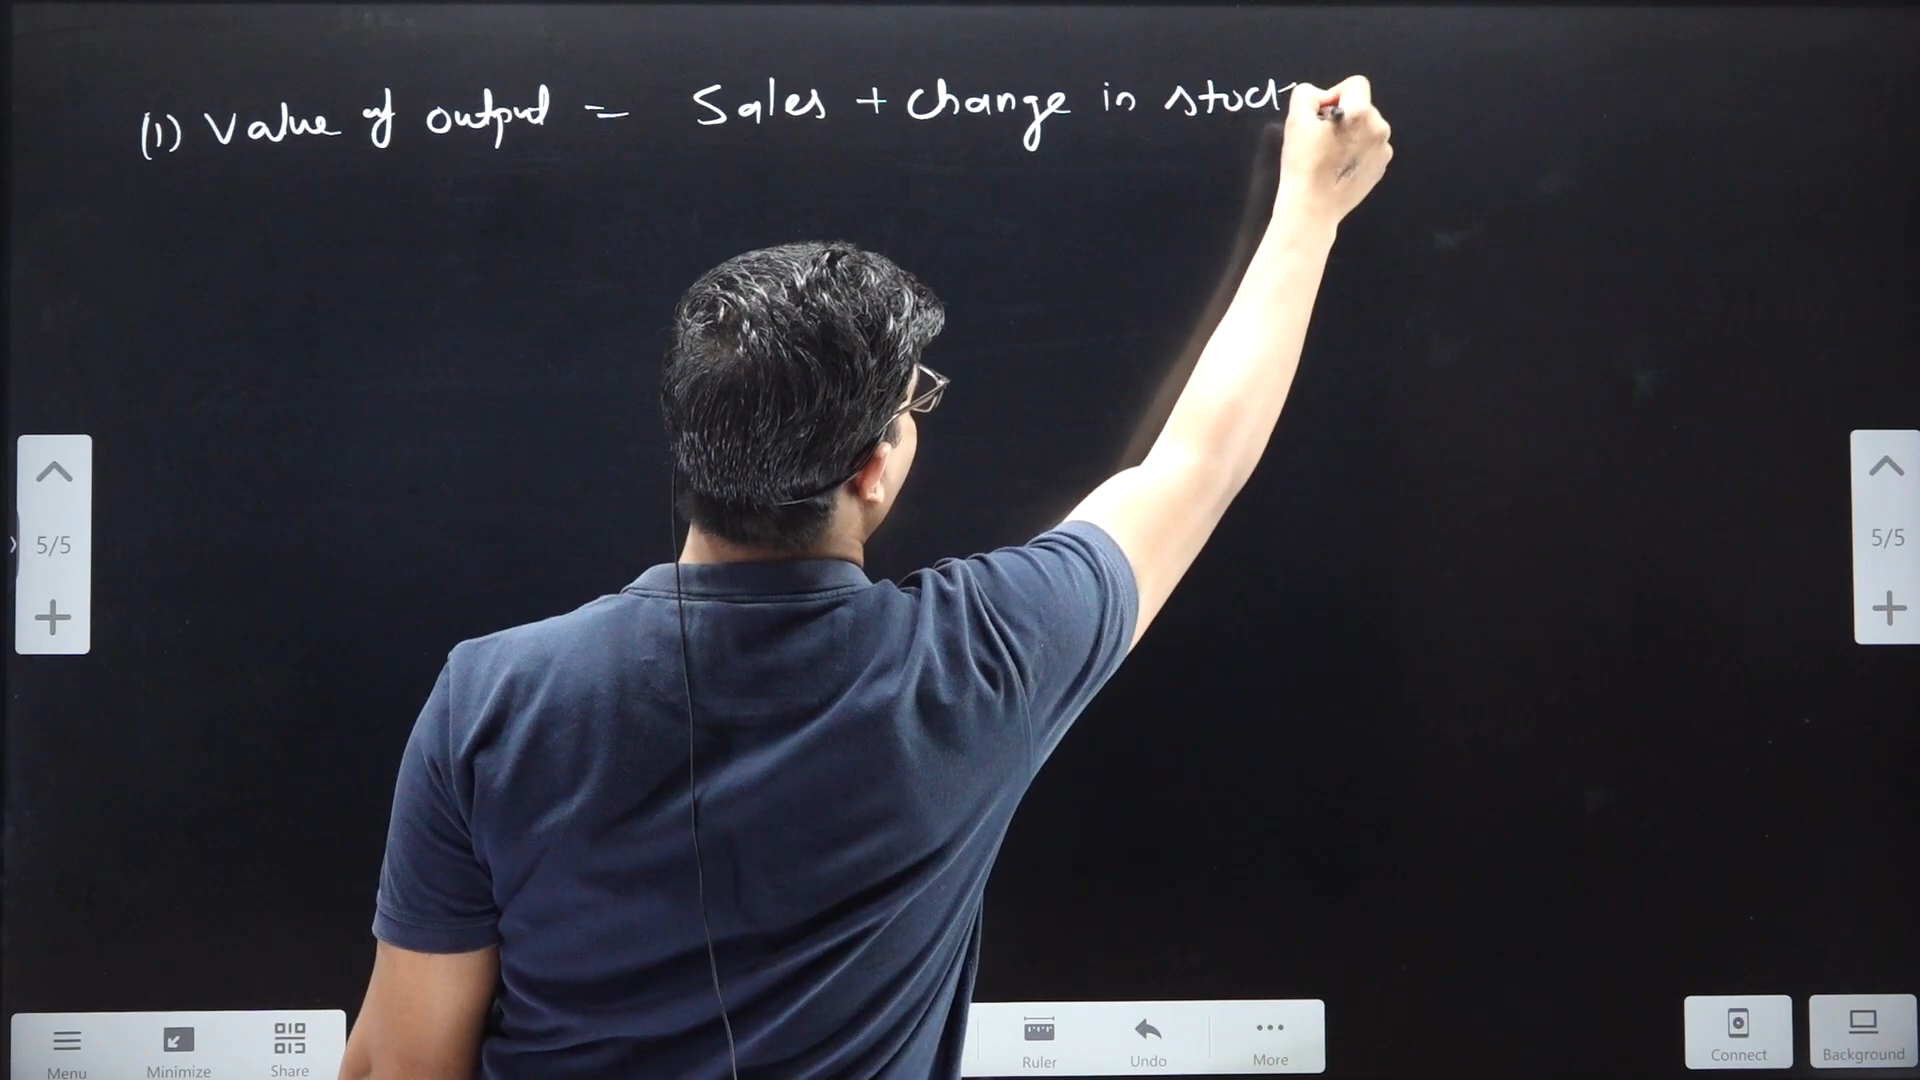 (1) Value of output = Sales + change in stock
5/5
5/5
Menu
Minimize
Share
Ruler
Undo
More
Connect
Background